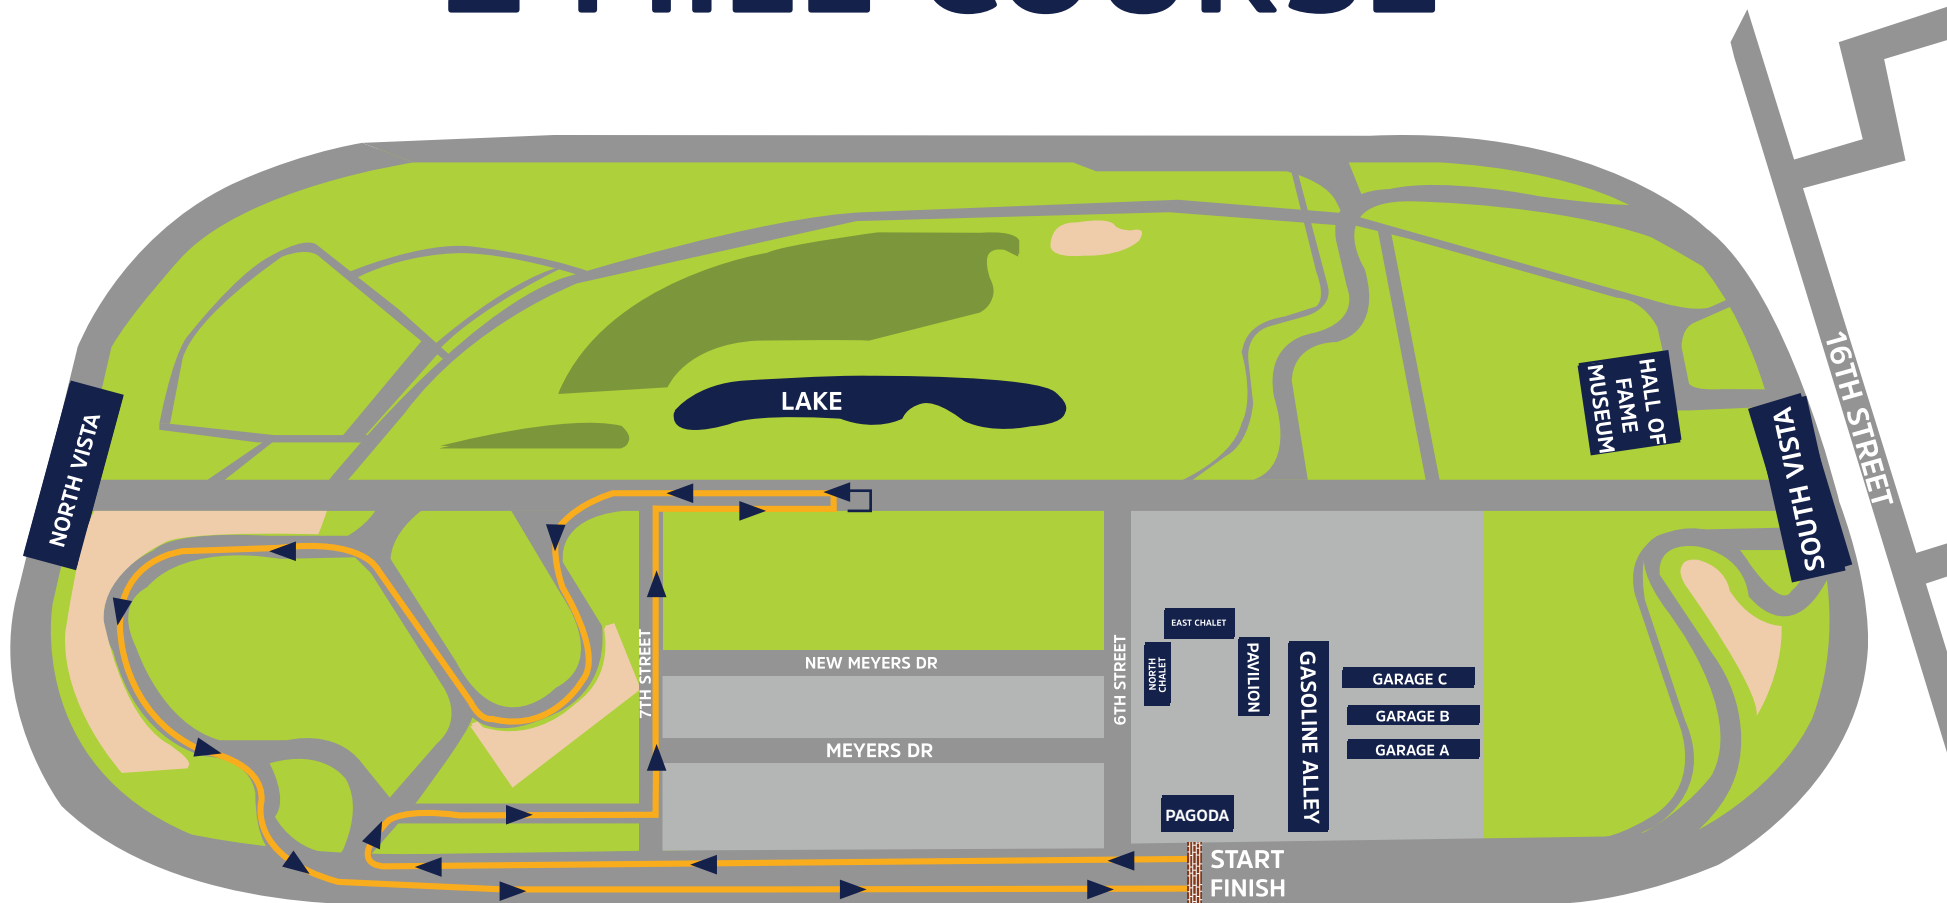 LAKE
NORTH VISTA
HALL OF
FAME
MUSEUM
SOUTH VISTA
16TH STREET
EAST CHALET
NORTH
CHALET
PAVILION
GASOLINE ALLEY
GARAGE C
GARAGE B
GARAGE A
7TH STREET
NEW MEYERS DR
6TH STREET
MEYERS DR
PAGODA
START
FINISH